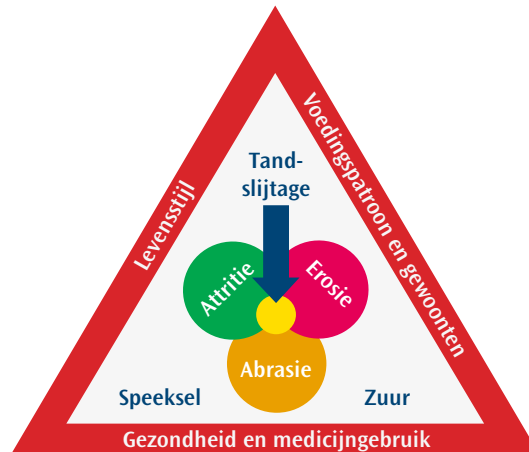 Levensstijl
Voedingspatroon en gewoonten
Tand-
slijtage
Attritie
Erosie
Abrasie
Speeksel
Zuur
Gezondheid en medicijngebruik